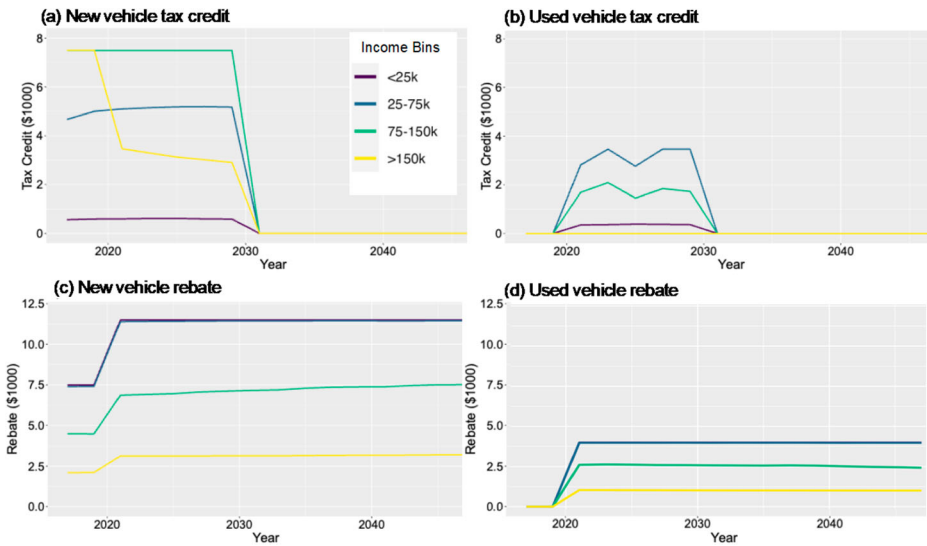 (a) New vehicle tax credit
8
6
4
2
0
Tax Credit ($1000)
2020
2030
2040
Year
Income Bins
<25k
25-75k
75-150k
>150k
(b) Used vehicle tax credit
8
6
4
2
0
Tax Credit ($1000)
2020
2030
2040
Year
(c) New vehicle rebate
12.5
10.0
7.5
5.0
2.5
0.0
Rebate ($1000)
2020
2030
2040
Year
(d) Used vehicle rebate
12.5
10.0
7.5
5.0
2.5
0.0
Rebate ($1000)
2020
2030
2040
Year